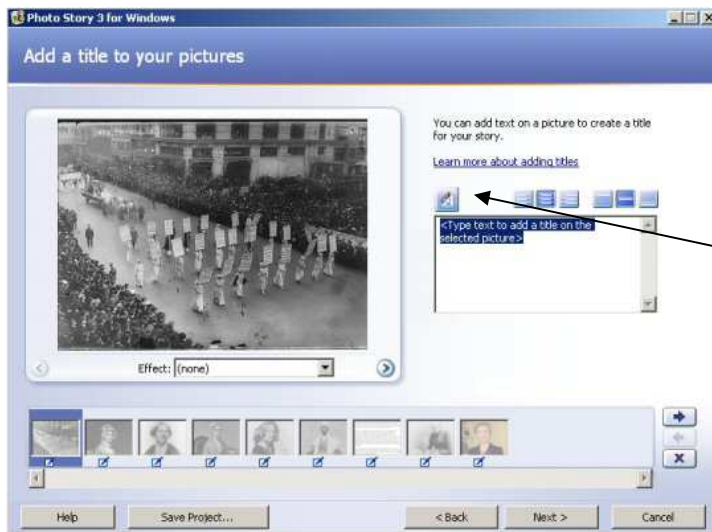 Photo Story 3 for Windows
Add a title to your pictures
You can add text on a picture to create a title
for your story.
Learn more about adding titles
<Type text to add a title on the
selected picture>
Effect: (none)
Help
Save Project...
< Back
Next >
Cancel